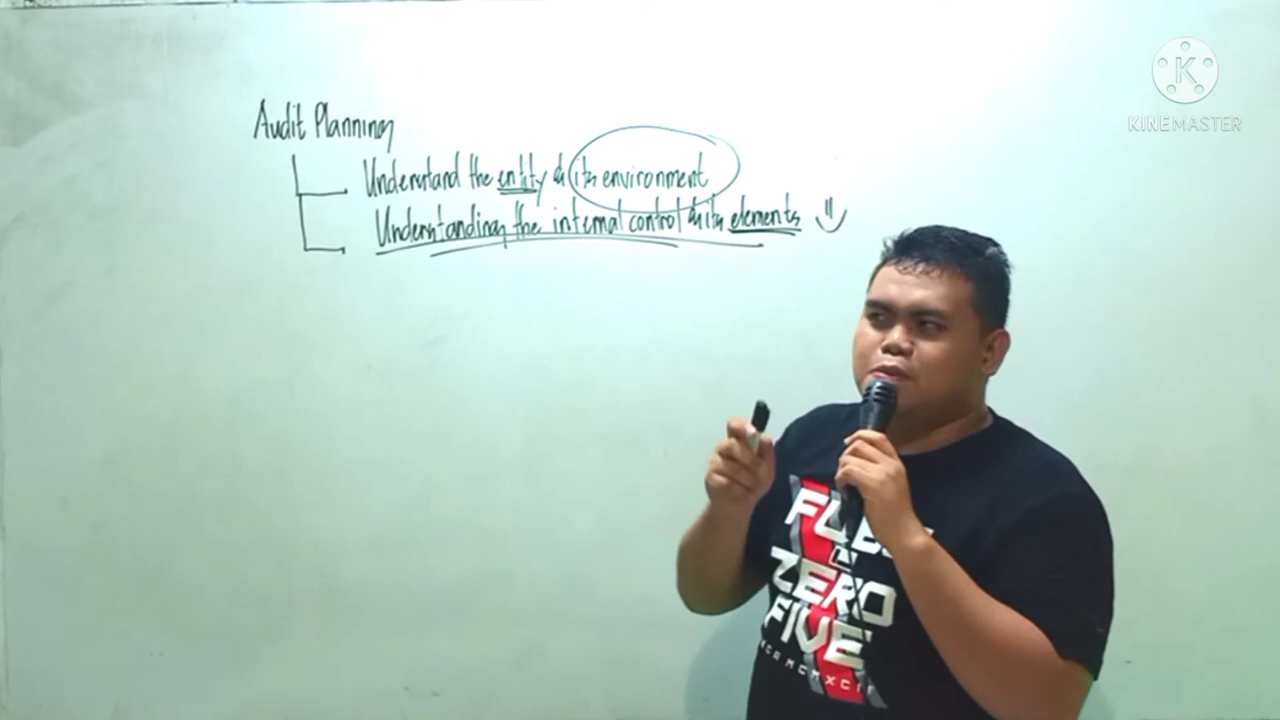 Audit Planning
Understand the entity & its environment
Understanding the internal control & its elements
KINEMASTER
ZERO
FIVE